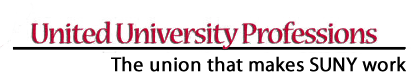 United University Professions
The union that makes SUNY work